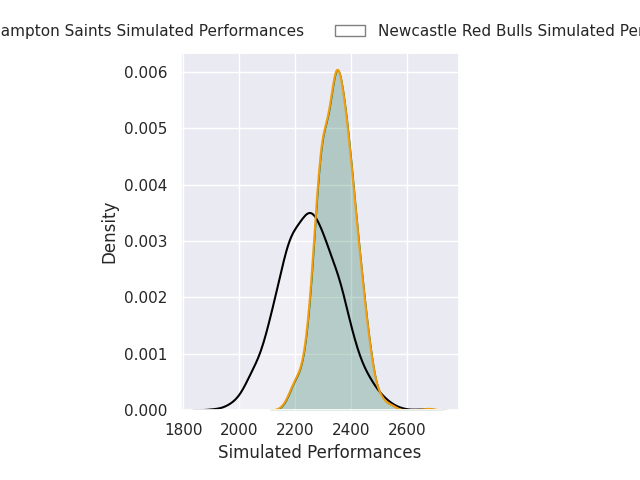 ampton Saints Simulated Performances
Newcastle Red Bulls Simulated Per
0.006
0.005
0.004
0.003
0.002
0.001
0.000
Density
1800 2000 2200 2400 2600
Simulated Performances